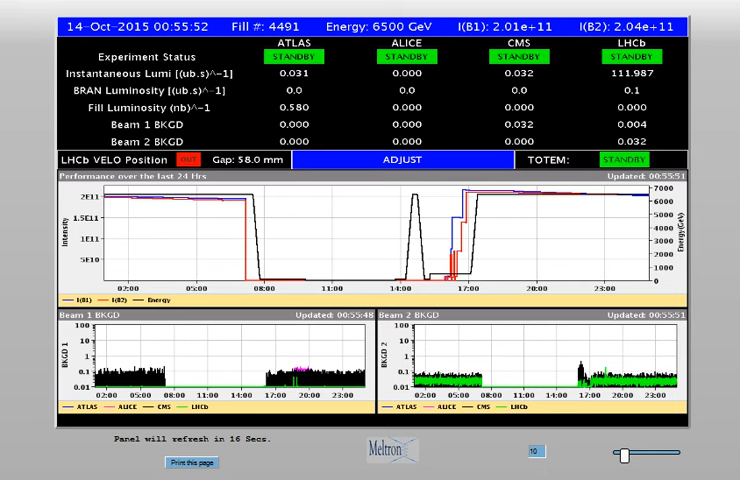 14-Oct-2015 00:55:52 Fill #: 4491 Energy: 6500 GeV I(B1): 2.01e+11 I(B2): 2.04e+11
ATLAS ALICE CMS LHCb
Experiment Status STANDBY STANDBY STANDBY STANDBY
Instantaneous Lumi [(ub.s)^-1] 0.031 0.000 0.032 111.987
BRAN Luminosity [(ub.s)^-1] 0.0 0.0 0.0 0.1
Fill Luminosity (nb)^-1 0.580 0.000 0.000 0.000
Beam 1 BKGD 0.000 0.000 0.032 0.004
Beam 2 BKGD 0.000 0.000 0.000 0.032
LHCb VELO Position OUT Gap: 58.0 mm ADJUST TOTEM: STANDBY
Performance over the last 24 Hrs Updated: 00:55:51
2E11 1.5E11 1E11 5E10
Intensity
7000 6000 5000 4000 3000 2000 1000 0
Energy(GeV)
02:00 05:00 08:00 11:00 14:00 17:00 20:00 23:00
I(B1) I(B2) Energy
Beam 1 BKGD Updated: 00:55:48
BKGD 1
100 10 1 0.1 0.01
02:00 05:00 08:00 11:00 14:00 17:00 20:00 23:00
ATLAS ALICE CMS LHCb
Beam 2 BKGD Updated: 00:55:51
BKGD 2
100 10 1 0.1 0.01
02:00 05:00 08:00 11:00 14:00 17:00 20:00 23:00
ATLAS ALICE CMS LHCb
Panel will refresh in 16 Secs.
Print this page
Meltron
10